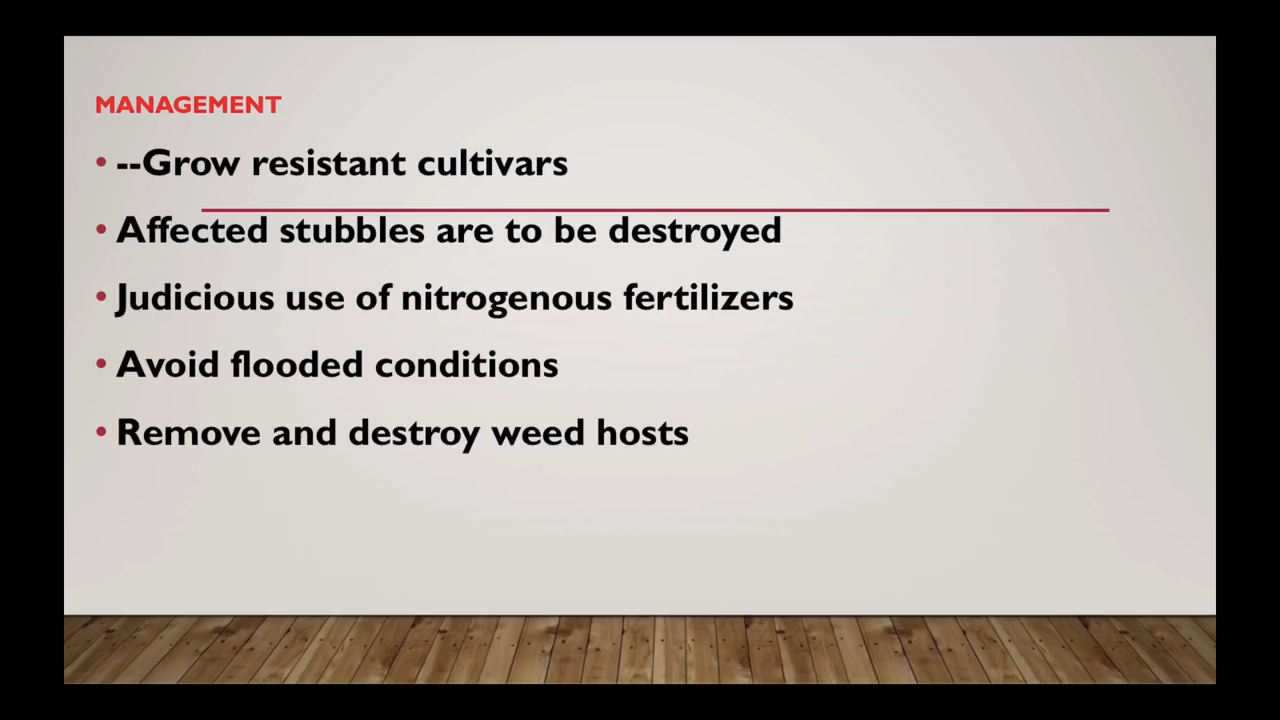 MANAGEMENT
• --Grow resistant cultivars
• Affected stubbles are to be destroyed
• Judicious use of nitrogenous fertilizers
• Avoid flooded conditions
• Remove and destroy weed hosts